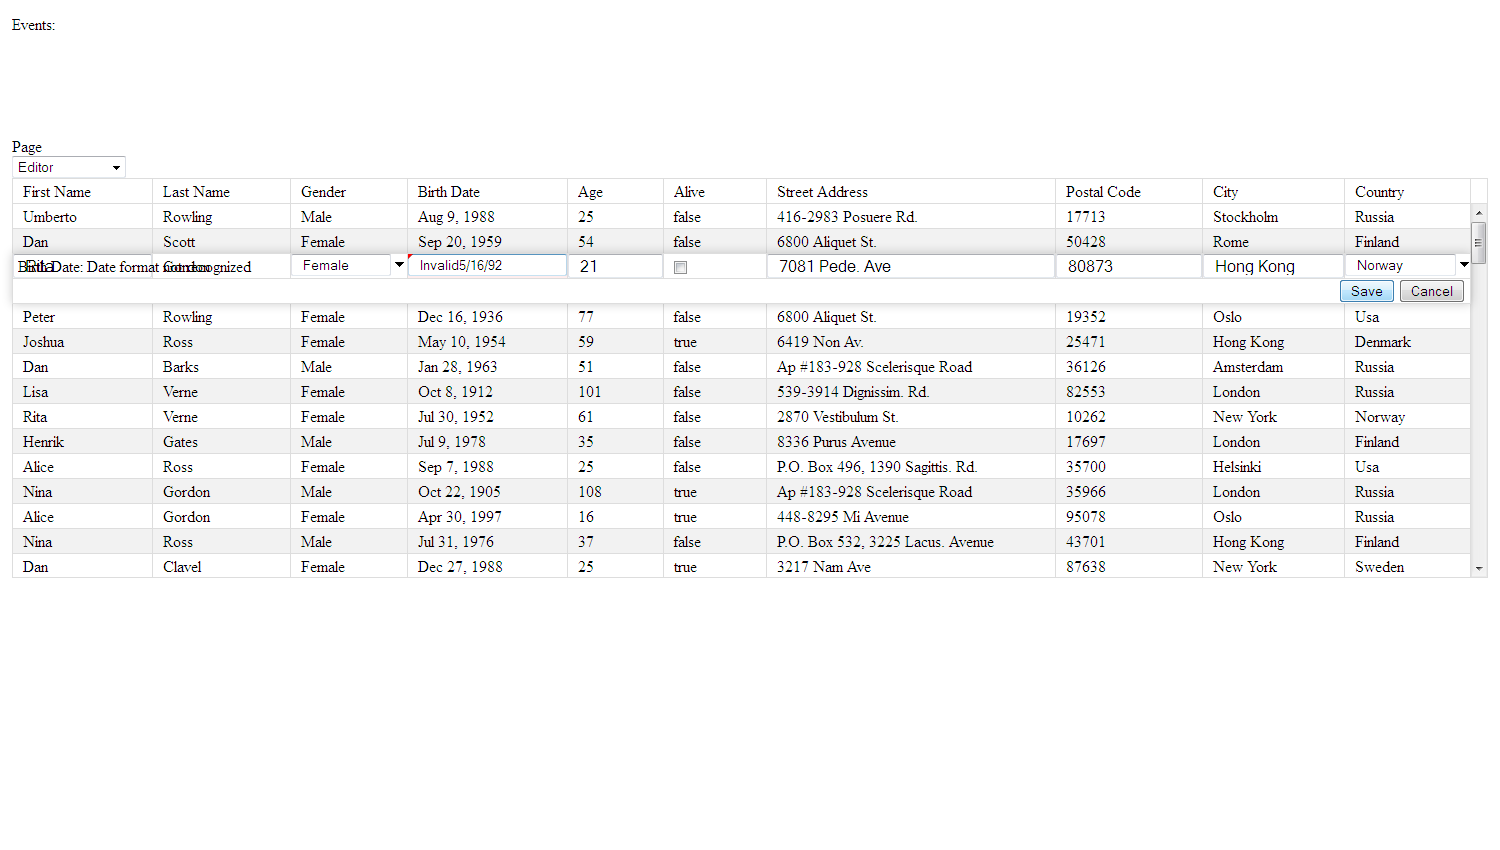 Events:
Page
Editor
First Name Last Name Gender Birth Date Age Alive Street Address Postal Code City Country
Umberto Rowling Male Aug 9, 1988 25 false 416-2983 Posuere Rd. 17713 Stockholm Russia
Dan Scott Female Sep 20, 1959 54 false 6800 Aliquet St. 50428 Rome Finland
Birth Date: Date format not recognized
Rita Gordon Female Invalid5/16/92 21 7081 Pede. Ave 80873 Hong Kong Norway
Save Cancel
Peter Rowling Female Dec 16, 1936 77 false 6800 Aliquet St. 19352 Oslo Usa
Joshua Ross Female May 10, 1954 59 true 6419 Non Av. 25471 Hong Kong Denmark
Dan Barks Male Jan 28, 1963 51 false Ap #183-928 Scelerisque Road 36126 Amsterdam Russia
Lisa Verne Female Oct 8, 1912 101 false 539-3914 Dignissim. Rd. 82553 London Russia
Rita Verne Female Jul 30, 1952 61 false 2870 Vestibulum St. 10262 New York Norway
Henrik Gates Male Jul 9, 1978 35 false 8336 Purus Avenue 17697 London Finland
Alice Ross Female Sep 7, 1988 25 false P.O. Box 496, 1390 Sagittis. Rd. 35700 Helsinki Usa
Nina Gordon Male Oct 22, 1905 108 true Ap #183-928 Scelerisque Road 35966 London Russia
Alice Gordon Female Apr 30, 1997 16 true 448-8295 Mi Avenue 95078 Oslo Russia
Nina Ross Male Jul 31, 1976 37 false P.O. Box 532, 3225 Lacus. Avenue 43701 Hong Kong Finland
Dan Clavel Female Dec 27, 1988 25 true 3217 Nam Ave 87638 New York Sweden